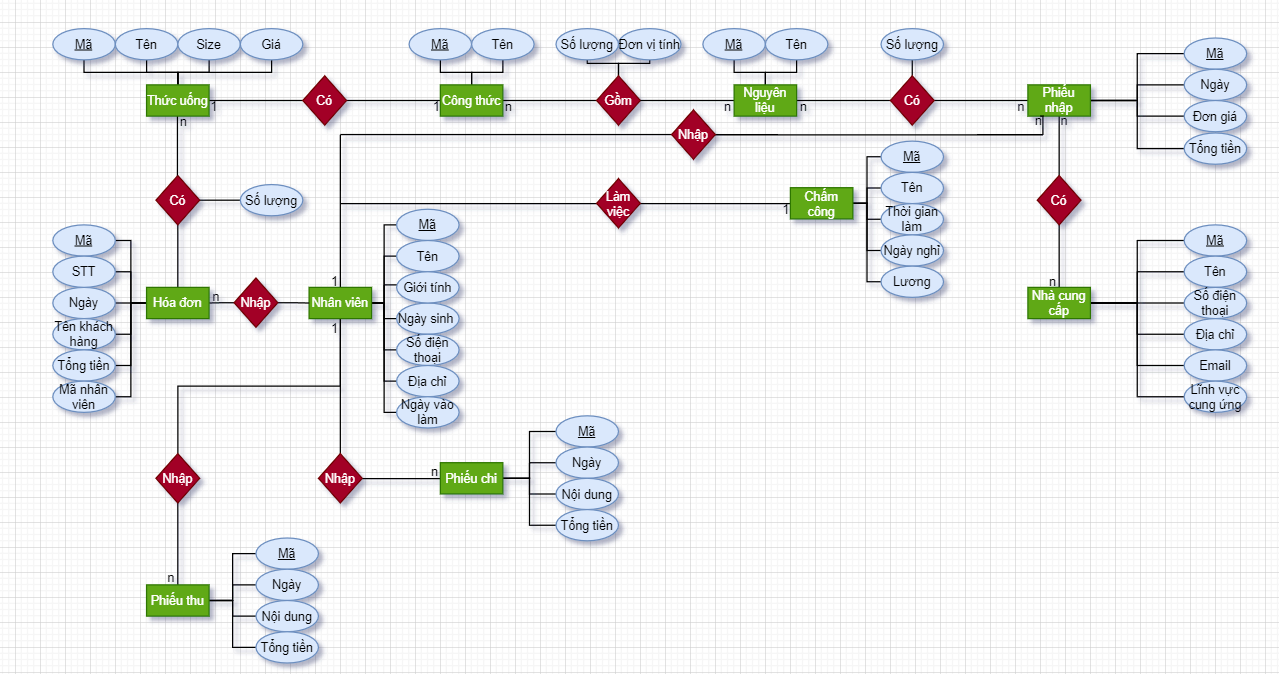 Mã
Tên
Size
Giá
Mã
Tên
Số lượng
Đơn vị tính
Mã
Tên
Số lượng
Mã
Ngày
Đơn giá
Tổng tiền
Thức uống
1
Có
1
Công thức
n
Gồm
n
Nguyên
liệu
n
Có
n
Phiếu
nhập
n
n
n
Nhập
Có
Số lượng
Làm
việc
1
Chấm
công
Mã
Tên
Thời gian
làm
Ngày nghỉ
Lương
Có
Mã
STT
Ngày
Tên khách
hàng
Tổng tiền
Mã nhân
viên
Hóa đơn
n
Nhập
1
Nhân viên
1
Mã
Tên
Giới tính
Ngày sinh
Số điện
thoại
Địa chỉ
Ngày vào
làm
n
Nhà cung
cấp
Mã
Tên
Số điện
thoại
Địa chỉ
Email
Lĩnh vực
cung ứng
Nhập
Nhập
n
Phiếu chi
Mã
Ngày
Nội dung
Tổng tiền
n
Phiếu thu
Mã
Ngày
Nội dung
Tổng tiền